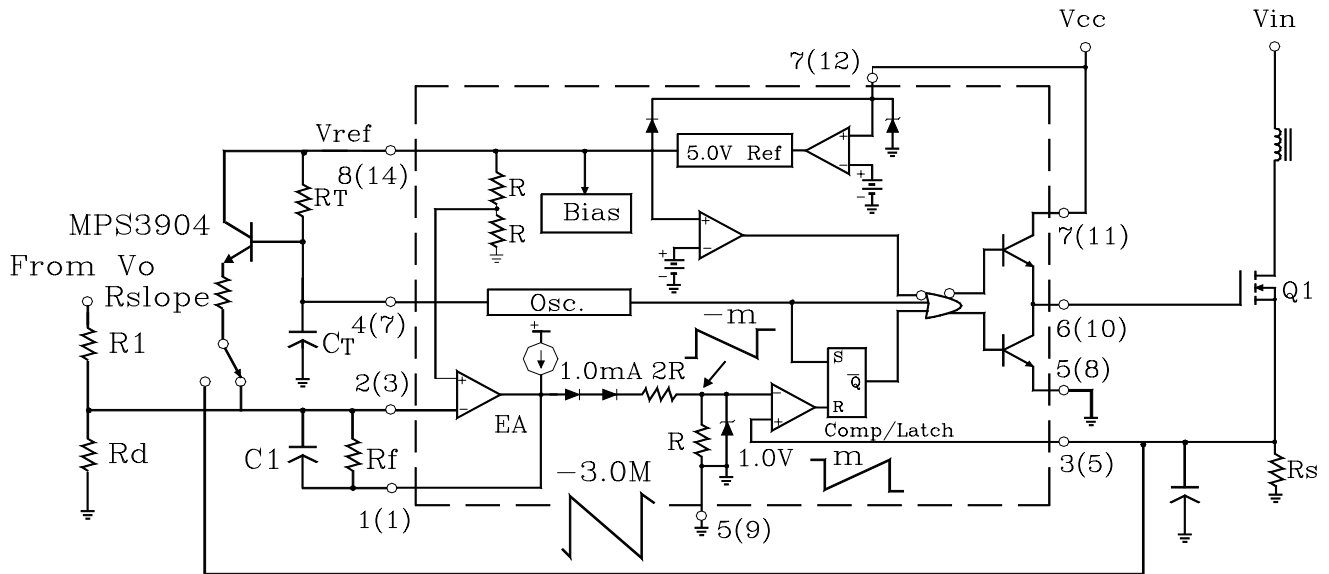 Vcc
Vin
7(12)
Vref
5.0V Ref
+
−
+
−
8(14)
RT
R
R
Bias
MPS3904
+
−
+
−
7(11)
From Vo
Rslope
Osc.
4(7)
CT
−m
6(10)
Q1
R1
+
1.0mA
2R
S
Q̅
R
5(8)
2(3)
+
−
EA
−
+
Comp/Latch
Rd
C1
Rf
R
1.0V
m
3(5)
Rs
−3.0M
1(1)
5(9)